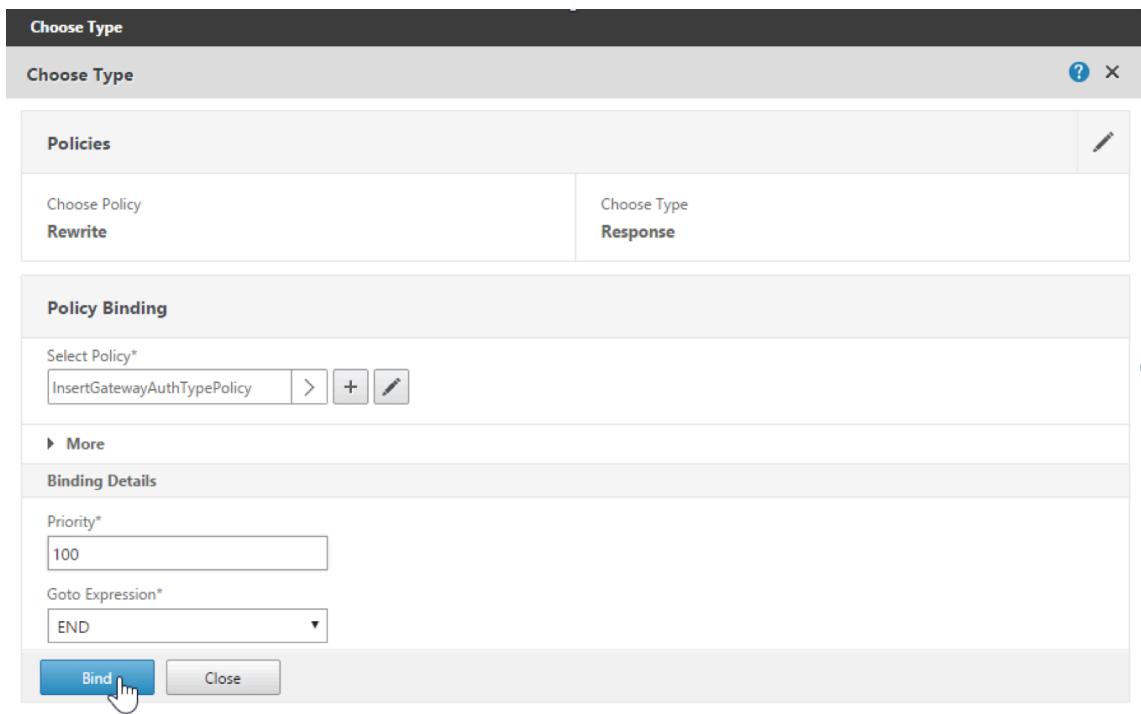 Choose Type
Choose Type
?
Policies
Choose Policy
Choose Type
Rewrite
Response
Policy Binding
Select Policy*
InsertGatewayAuthTypePolicy
More
Binding Details
Priority*
100
Goto Expression*
END
Bind
Close